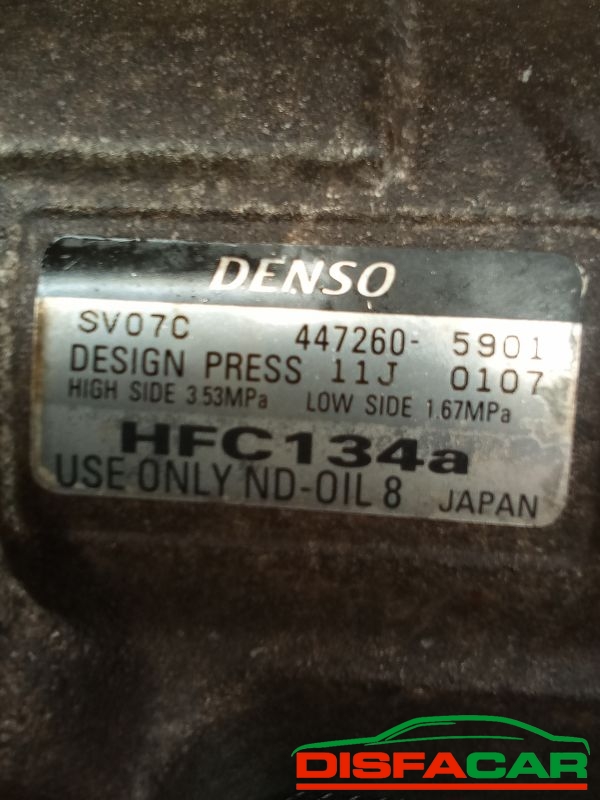 DENSO
SV07C 447260- 5901
DESIGN PRESS 11J 0107
HIGH SIDE 3.53MPa LOW SIDE 1.67MPa
HFC134a
USE ONLY ND-OIL 8 JAPAN
DISFACAR